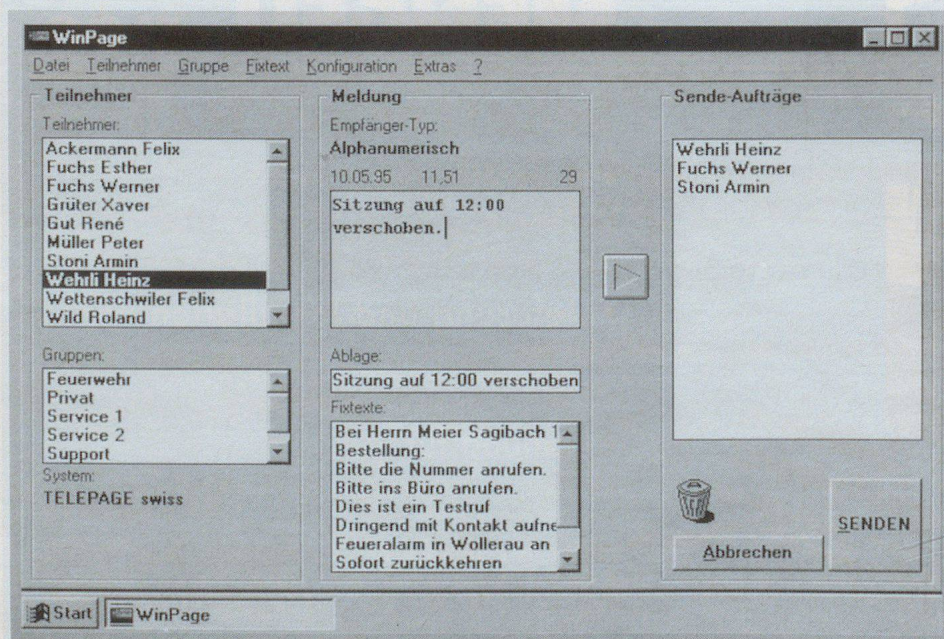 WinPage
Datei Teilnehmer Gruppe Fixtext Konfiguration Extras ?
Teilnehmer
Teilnehmer:
Ackermann Felix
Fuchs Esther
Fuchs Werner
Grüter Xaver
Gut René
Müller Peter
Stoni Armin
Wehrli Heinz
Wettenschwiler Felix
Wild Roland
Gruppen:
Feuerwehr
Privat
Service 1
Service 2
Support
System:
TELEPAGE swiss
Meldung
Empfänger-Typ:
Alphanumerisch
10.05.95 11,51 29
Sitzung auf 12:00
verschoben.
Ablage:
Sitzung auf 12:00 verschoben
Fixtexte:
Bei Herrn Meier Sagibach 1
Bestellung:
Bitte die Nummer anrufen.
Bitte ins Büro anrufen.
Dies ist ein Testruf
Dringend mit Kontakt aufne
Feueralarm in Wollerau an
Sofort zurückkehren
Sende-Aufträge
Wehrli Heinz
Fuchs Werner
Stoni Armin
SENDEN
Abbrechen
Start WinPage